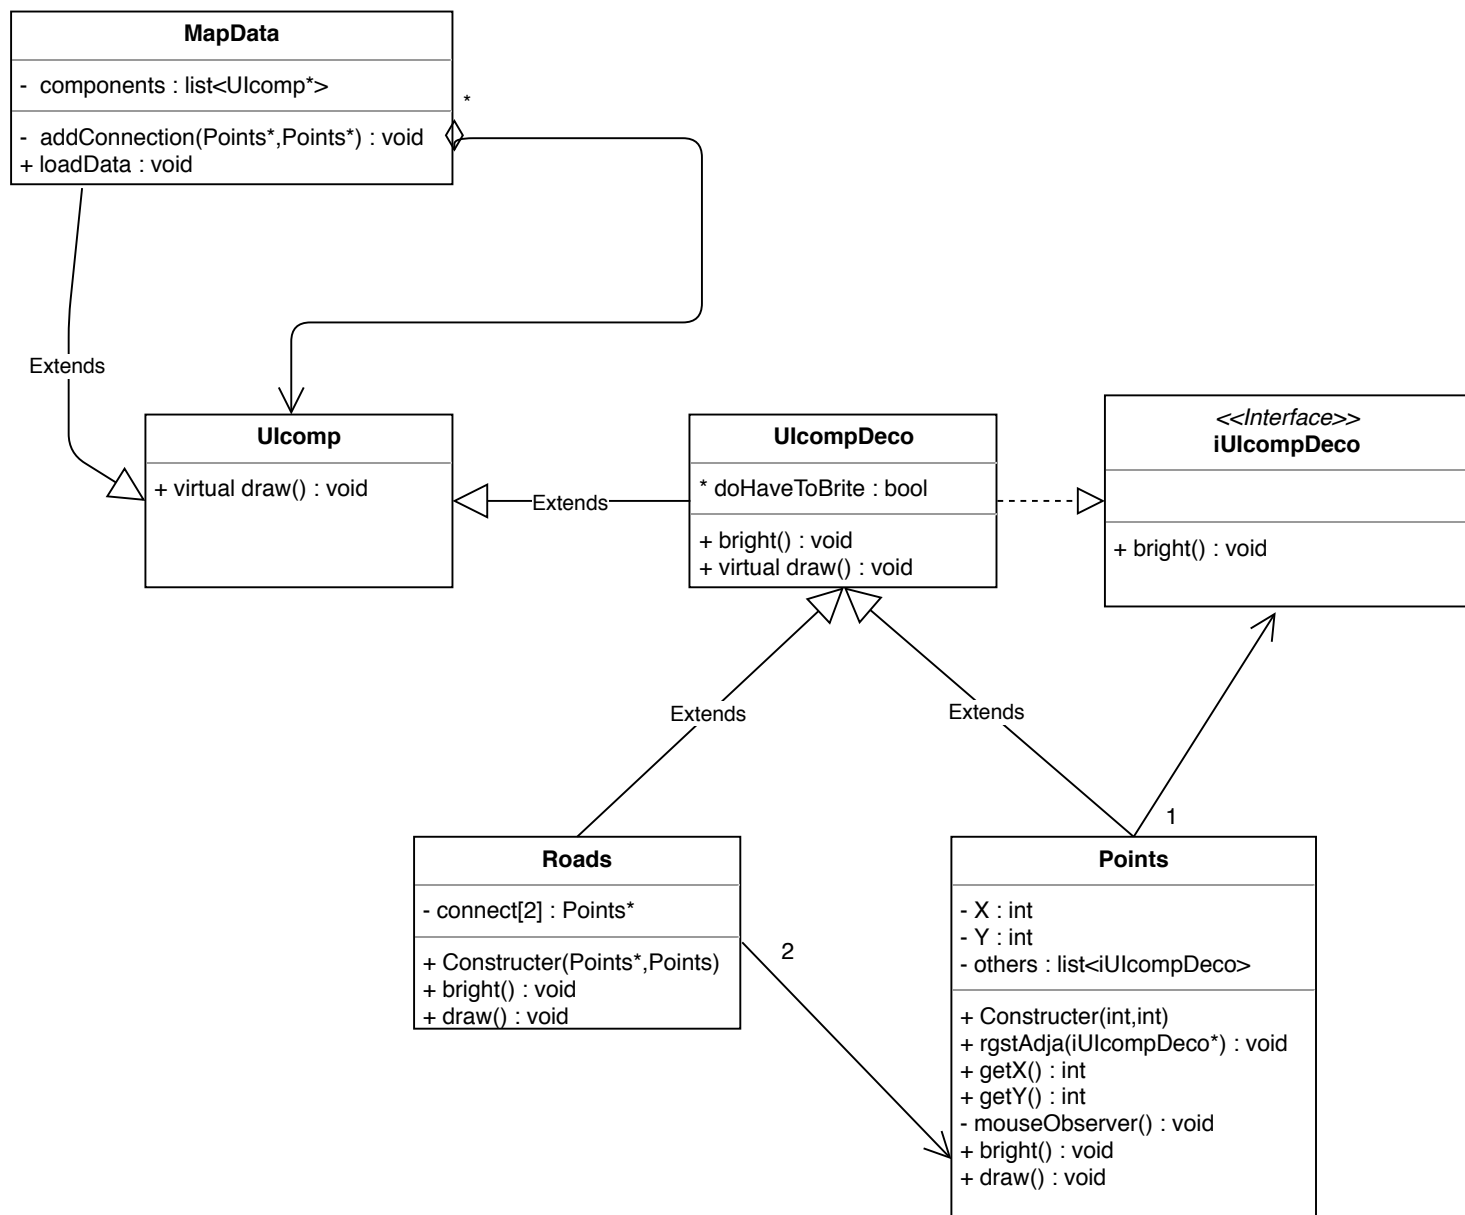 MapData
- components : list<UIcomp*>
*
- addConnection(Points*,Points*) : void
+ loadData : void
Extends
UIcomp
+ virtual draw() : void
Extends
UIcompDeco
* doHaveToBrite : bool
+ bright() : void
+ virtual draw() : void
<<Interface>>
iUIcompDeco
+ bright() : void
Extends
Extends
1
Roads
- connect[2] : Points*
+ Constructer(Points*,Points)
+ bright() : void
+ draw() : void
2
Points
- X : int
- Y : int
- others : list<iUIcompDeco>
+ Constructer(int,int)
+ rgstAdja(iUIcompDeco*) : void
+ getX() : int
+ getY() : int
- mouseObserver() : void
+ bright() : void
+ draw() : void